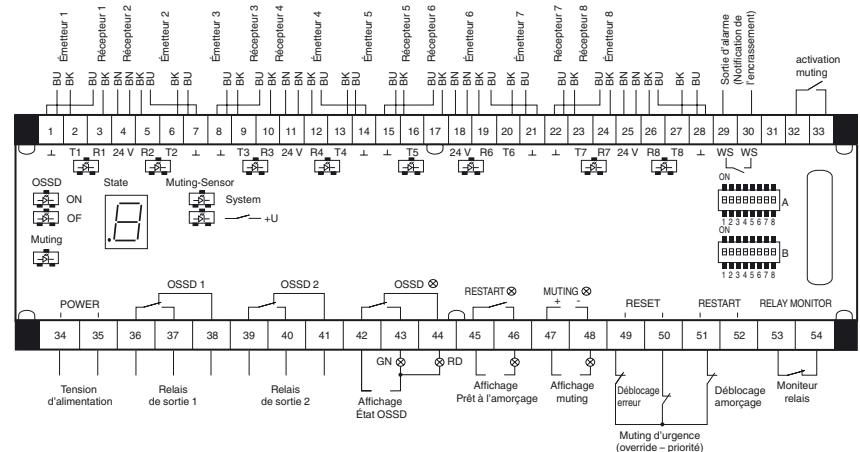 Émetteur 1
Récepteur 1
Récepteur 2
Émetteur 2
Émetteur 3
Récepteur 3
Récepteur 4
Émetteur 4
Émetteur 5
Récepteur 5
Récepteur 6
Émetteur 6
Émetteur 7
Récepteur 7
Récepteur 8
Émetteur 8
Sortie d'alarme
(Notification de
l'encrassement)
activation
muting
BU BK BU BK BN BN BK BU BK BU
BU BK BU BK BN BN BK BU BK BU
BU BK BU BK BN BN BK BU BK BU
BU BK BU BK BN BN BK BU BK BU
1 2 3 4 5 6 7 8 9 10 11 12 13 14 15 16 17 18 19 20 21 22 23 24 25 26 27 28 29 30 31 32 33
⊥ T1 R1 24 V R2 T2 ⊥ ⊥ T3 R3 24 V R4 T4 ⊥ ⊥ T5 24 V R6 T6 ⊥ ⊥ T7 R7 24 V R8 T8 ⊥ WS WS
OSSD
ON
OF
Muting
State
.8
Muting-Sensor
System
+U
ON
A
1 2 3 4 5 6 7 8
ON
B
1 2 3 4 5 6 7 8
POWER
OSSD 1
OSSD 2
OSSD
RESTART
MUTING
+ -
RESET
RESTART
RELAY MONITOR
34 35 36 37 38 39 40 41 42 43 44 45 46 47 48 49 50 51 52 53 54
GN
RD
Tension
d'alimentation
Relais
de sortie 1
Relais
de sortie 2
Affichage
État OSSD
Affichage
Prêt à l'amorçage
Affichage
muting
Déblocage
erreur
Déblocage
amorçage
Moniteur
relais
Muting d'urgence
(override – priorité)